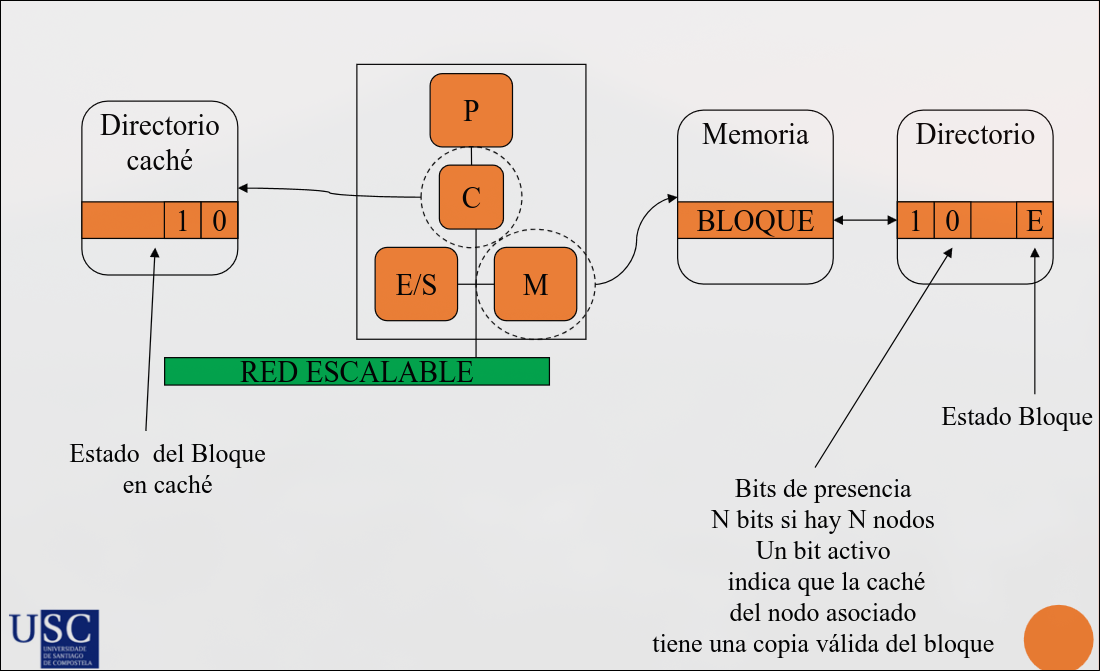 Directorio
caché
1 0
P
C
E/S
M
RED ESCALABLE
Memoria
BLOQUE
Directorio
1 0 E
Estado del Bloque
en caché
Estado Bloque
Bits de presencia
N bits si hay N nodos
Un bit activo
indica que la caché
del nodo asociado
tiene una copia válida del bloque
USC
UNIVERSIDADE
DE SANTIAGO
DE COMPOSTELA